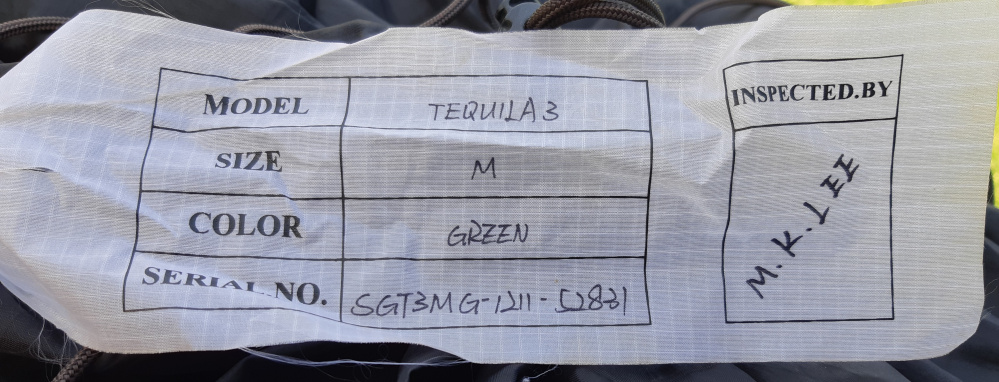 MODEL TEQUILA 3
SIZE M
COLOR GREEN
SERIAL NO. SGT3MG-1211-52831
INSPECTED.BY
M.K.LEE